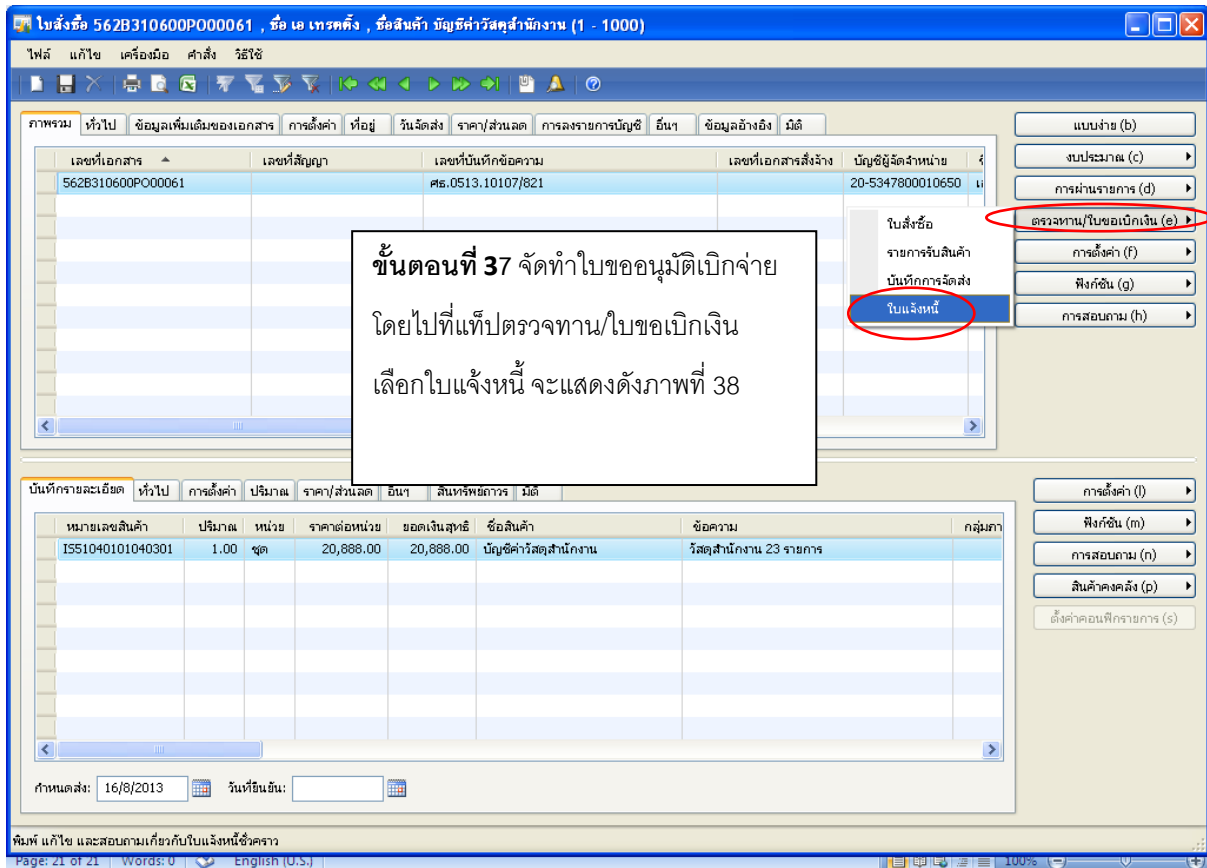 ใบสั่งซื้อ 562B310600PO00061 , ชื่อ เอ เทรดดิ้ง , ชื่อสินค้า บัญชีค่าวัสดุสำนักงาน (1 - 1000)
ไฟล์ แก้ไข เครื่องมือ คำสั่ง วิธีใช้
ภาพรวม ทั่วไป ข้อมูลเพิ่มเติมของเอกสาร การตั้งค่า ที่อยู่ วันจัดส่ง ราคา/ส่วนลด การลงรายการบัญชี อื่นๆ ข้อมูลอ้างอิง มิติ
แบบง่าย (b)
งบประมาณ (c)
การผ่านรายการ (d)
ตรวจทาน/ใบขอเบิกเงิน (e)
การตั้งค่า (f)
ฟังก์ชัน (g)
การสอบถาม (h)
เลขที่เอกสาร เลขที่สัญญา เลขที่บันทึกข้อความ เลขที่เอกสารสั่งจ้าง บัญชีผู้จัดจำหน่าย
562B310600PO00061 ศธ.0513.10107/821 20-5347800010650
ใบสั่งซื้อ
รายการรับสินค้า
บันทึกการจัดส่ง
ใบแจ้งหนี้
ขั้นตอนที่ 37 จัดทำใบขออนุมัติเบิกจ่าย
โดยไปที่แท็ปตรวจทาน/ใบขอเบิกเงิน
เลือกใบแจ้งหนี้ จะแสดงดังภาพที่ 38
บันทึกรายละเอียด ทั่วไป การตั้งค่า ปริมาณ ราคา/ส่วนลด อื่นๆ สินทรัพย์ถาวร มิติ
การตั้งค่า (l)
ฟังก์ชัน (m)
การสอบถาม (n)
สินค้าคงคลัง (p)
ตั้งค่าคอนฟิกรายการ (s)
หมายเลขสินค้า ปริมาณ หน่วย ราคาต่อหน่วย ยอดเงินสุทธิ ชื่อสินค้า ข้อความ กลุ่มภา
IS51040101040301 1.00 ชุด 20,888.00 20,888.00 บัญชีค่าวัสดุสำนักงาน วัสดุสำนักงาน 23 รายการ
กำหนดส่ง: 16/8/2013 วันที่ยืนยัน:
พิมพ์ แก้ไข และสอบถามเกี่ยวกับใบแจ้งหนี้ชั่วคราว
Page: 21 of 21 Words: 0 English (U.S.) 100%